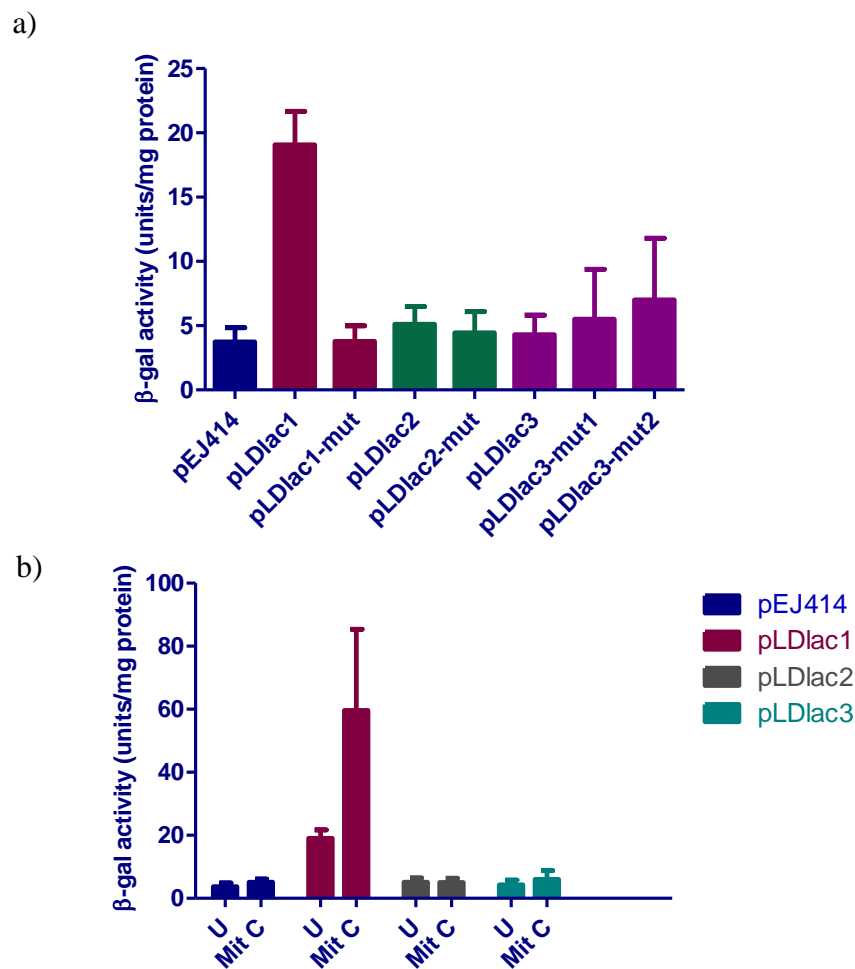 a)
β-gal activity (units/mg protein)
25
20
15
10
5
0
pEJ414
pLDlac1
pLDlac1-mut
pLDlac2
pLDlac2-mut
pLDlac3
pLDlac3-mut1
pLDlac3-mut2
b)
β-gal activity (units/mg protein)
100
80
60
40
20
0
U
Mit C
U
Mit C
U
Mit C
U
Mit C
pEJ414
pLDlac1
pLDlac2
pLDlac3